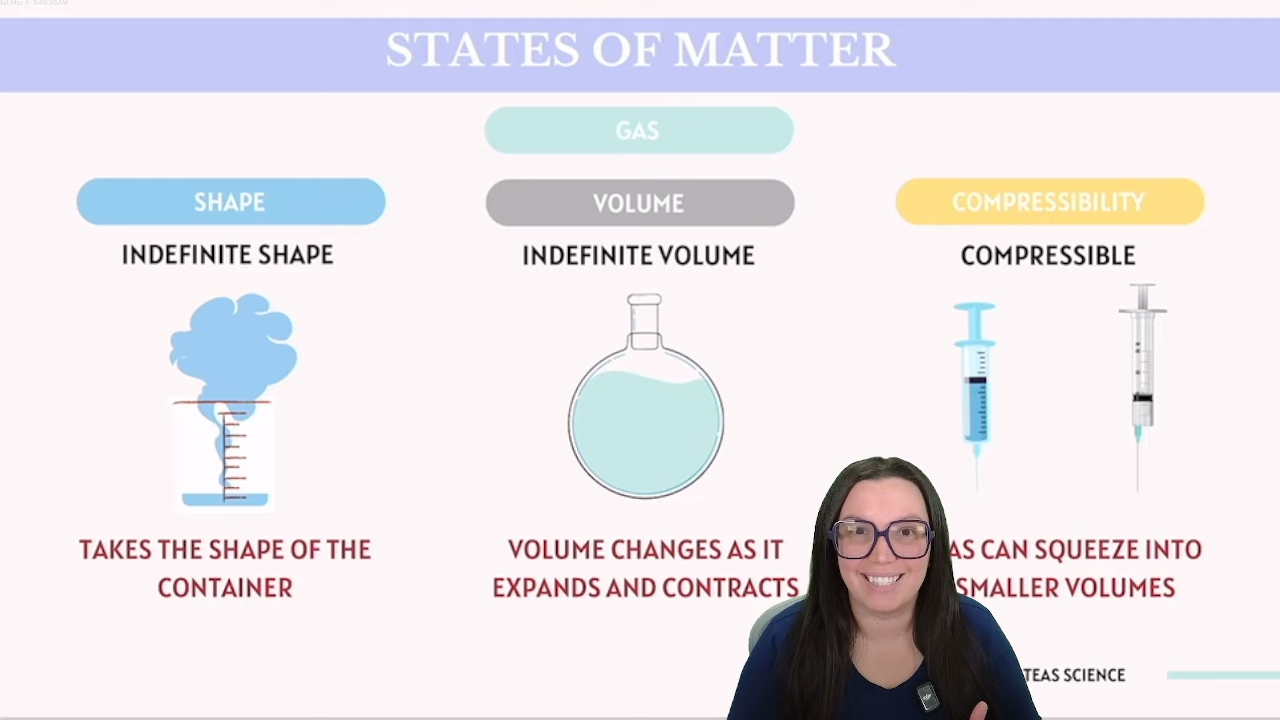 STATES OF MATTER
GAS
SHAPE
VOLUME
COMPRESSIBILITY
INDEFINITE SHAPE
INDEFINITE VOLUME
COMPRESSIBLE
TAKES THE SHAPE OF THE
CONTAINER
VOLUME CHANGES AS IT
EXPANDS AND CONTRACTS
CAN SQUEEZE INTO
SMALLER VOLUMES
TEAS SCIENCE